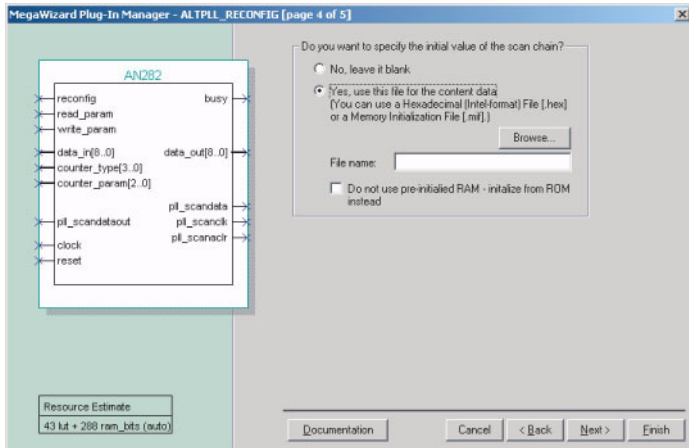 MegaWizard Plug-In Manager - ALTPLL_RECONFIG [page 4 of 5]
AN282
reconfig busy
read_param
write_param
data_in[8..0] data_out[8..0]
counter_type[3..0]
counter_param[2..0]
pll_scandata
pll_scandataout pll_scanclk
pll_scanaclr
clock
reset
Resource Estimate
43 lut + 288 ram_bits (auto)
Do you want to specify the initial value of the scan chain?
No, leave it blank
Yes, use this file for the content data
(You can use a Hexadecimal (Intel-format) File [.hex]
or a Memory Initialization File [.mif].)
Browse...
File name:
Do not use pre-initialied RAM - initalize from ROM
instead
Documentation Cancel < Back Next > Finish